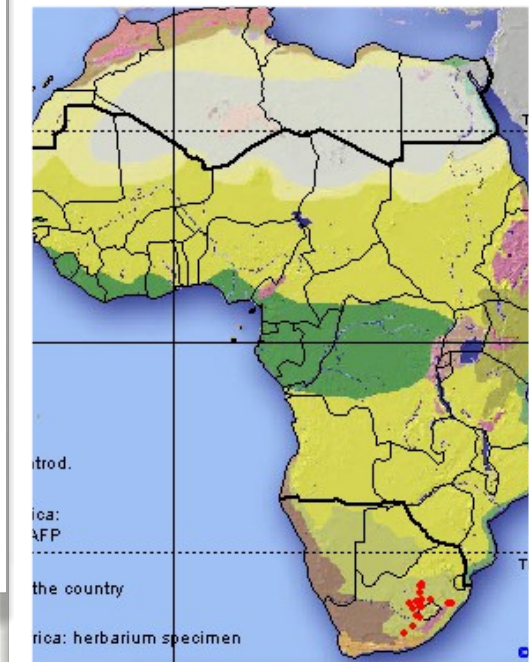 T
ntrod.
ica:
AFP
T
the country
rica: herbarium specimen